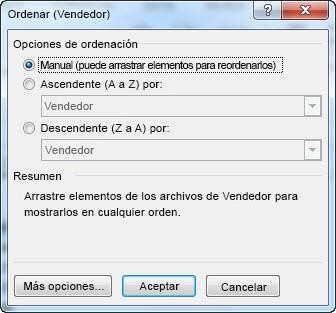 Ordenar (Vendedor)
Opciones de ordenación
Manual (puede arrastrar elementos para reordenarlos)
Ascendente (A a Z) por:
Vendedor
Descendente (Z a A) por:
Vendedor
Resumen
Arrastre elementos de los archivos de Vendedor para
mostrarlos en cualquier orden.
Más opciones... Aceptar Cancelar